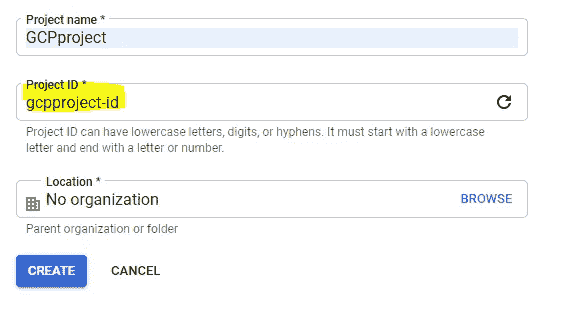 Project name *
GCPproject
Project ID *
gcpproject-id
Project ID can have lowercase letters, digits, or hyphens. It must start with a lowercase
letter and end with a letter or number.
Location *
No organization
BROWSE
Parent organization or folder
CREATE
CANCEL